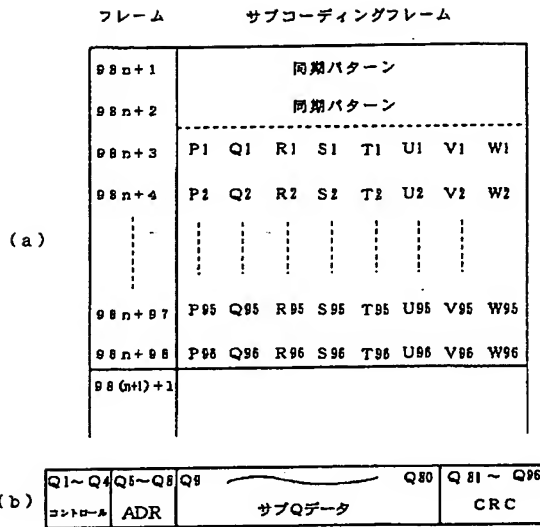 フレーム サブコーディングフレーム
98n+1 同期パターン
98n+2 同期パターン
98n+3 P1 Q1 R1 S1 T1 U1 V1 W1
98n+4 P2 Q2 R2 S2 T2 U2 V2 W2
(a)
98n+97 P95 Q95 R95 S95 T95 U95 V95 W95
98n+98 P96 Q96 R96 S96 T96 U96 V96 W96
98(n+1)+1
(b) Q1~Q4 Q5~Q8 Q9 Q80 Q81~Q96
コントロール ADR サブQデータ CRC